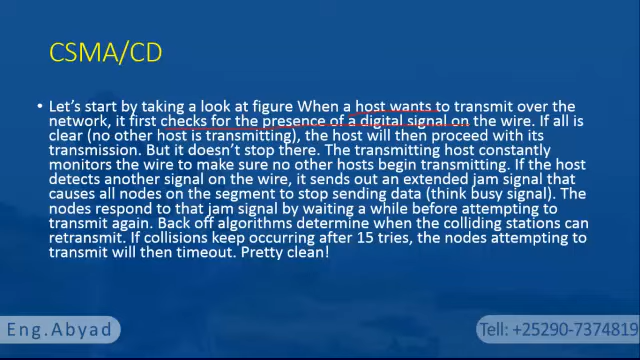 CSMA/CD
• Let's start by taking a look at figure When a host wants to transmit over the
network, it first checks for the presence of a digital signal on the wire. If all is
clear (no other host is transmitting), the host will then proceed with its
transmission. But it doesn't stop there. The transmitting host constantly
monitors the wire to make sure no other hosts begin transmitting. If the host
detects another signal on the wire, it sends out an extended jam signal that
causes all nodes on the segment to stop sending data (think busy signal). The
nodes respond to that jam signal by waiting a while before attempting to
transmit again. Back off algorithms determine when the colliding stations can
retransmit. If collisions keep occurring after 15 tries, the nodes attempting to
transmit will then timeout. Pretty clean!
Eng.Abyad
Tell: +25290-7374819